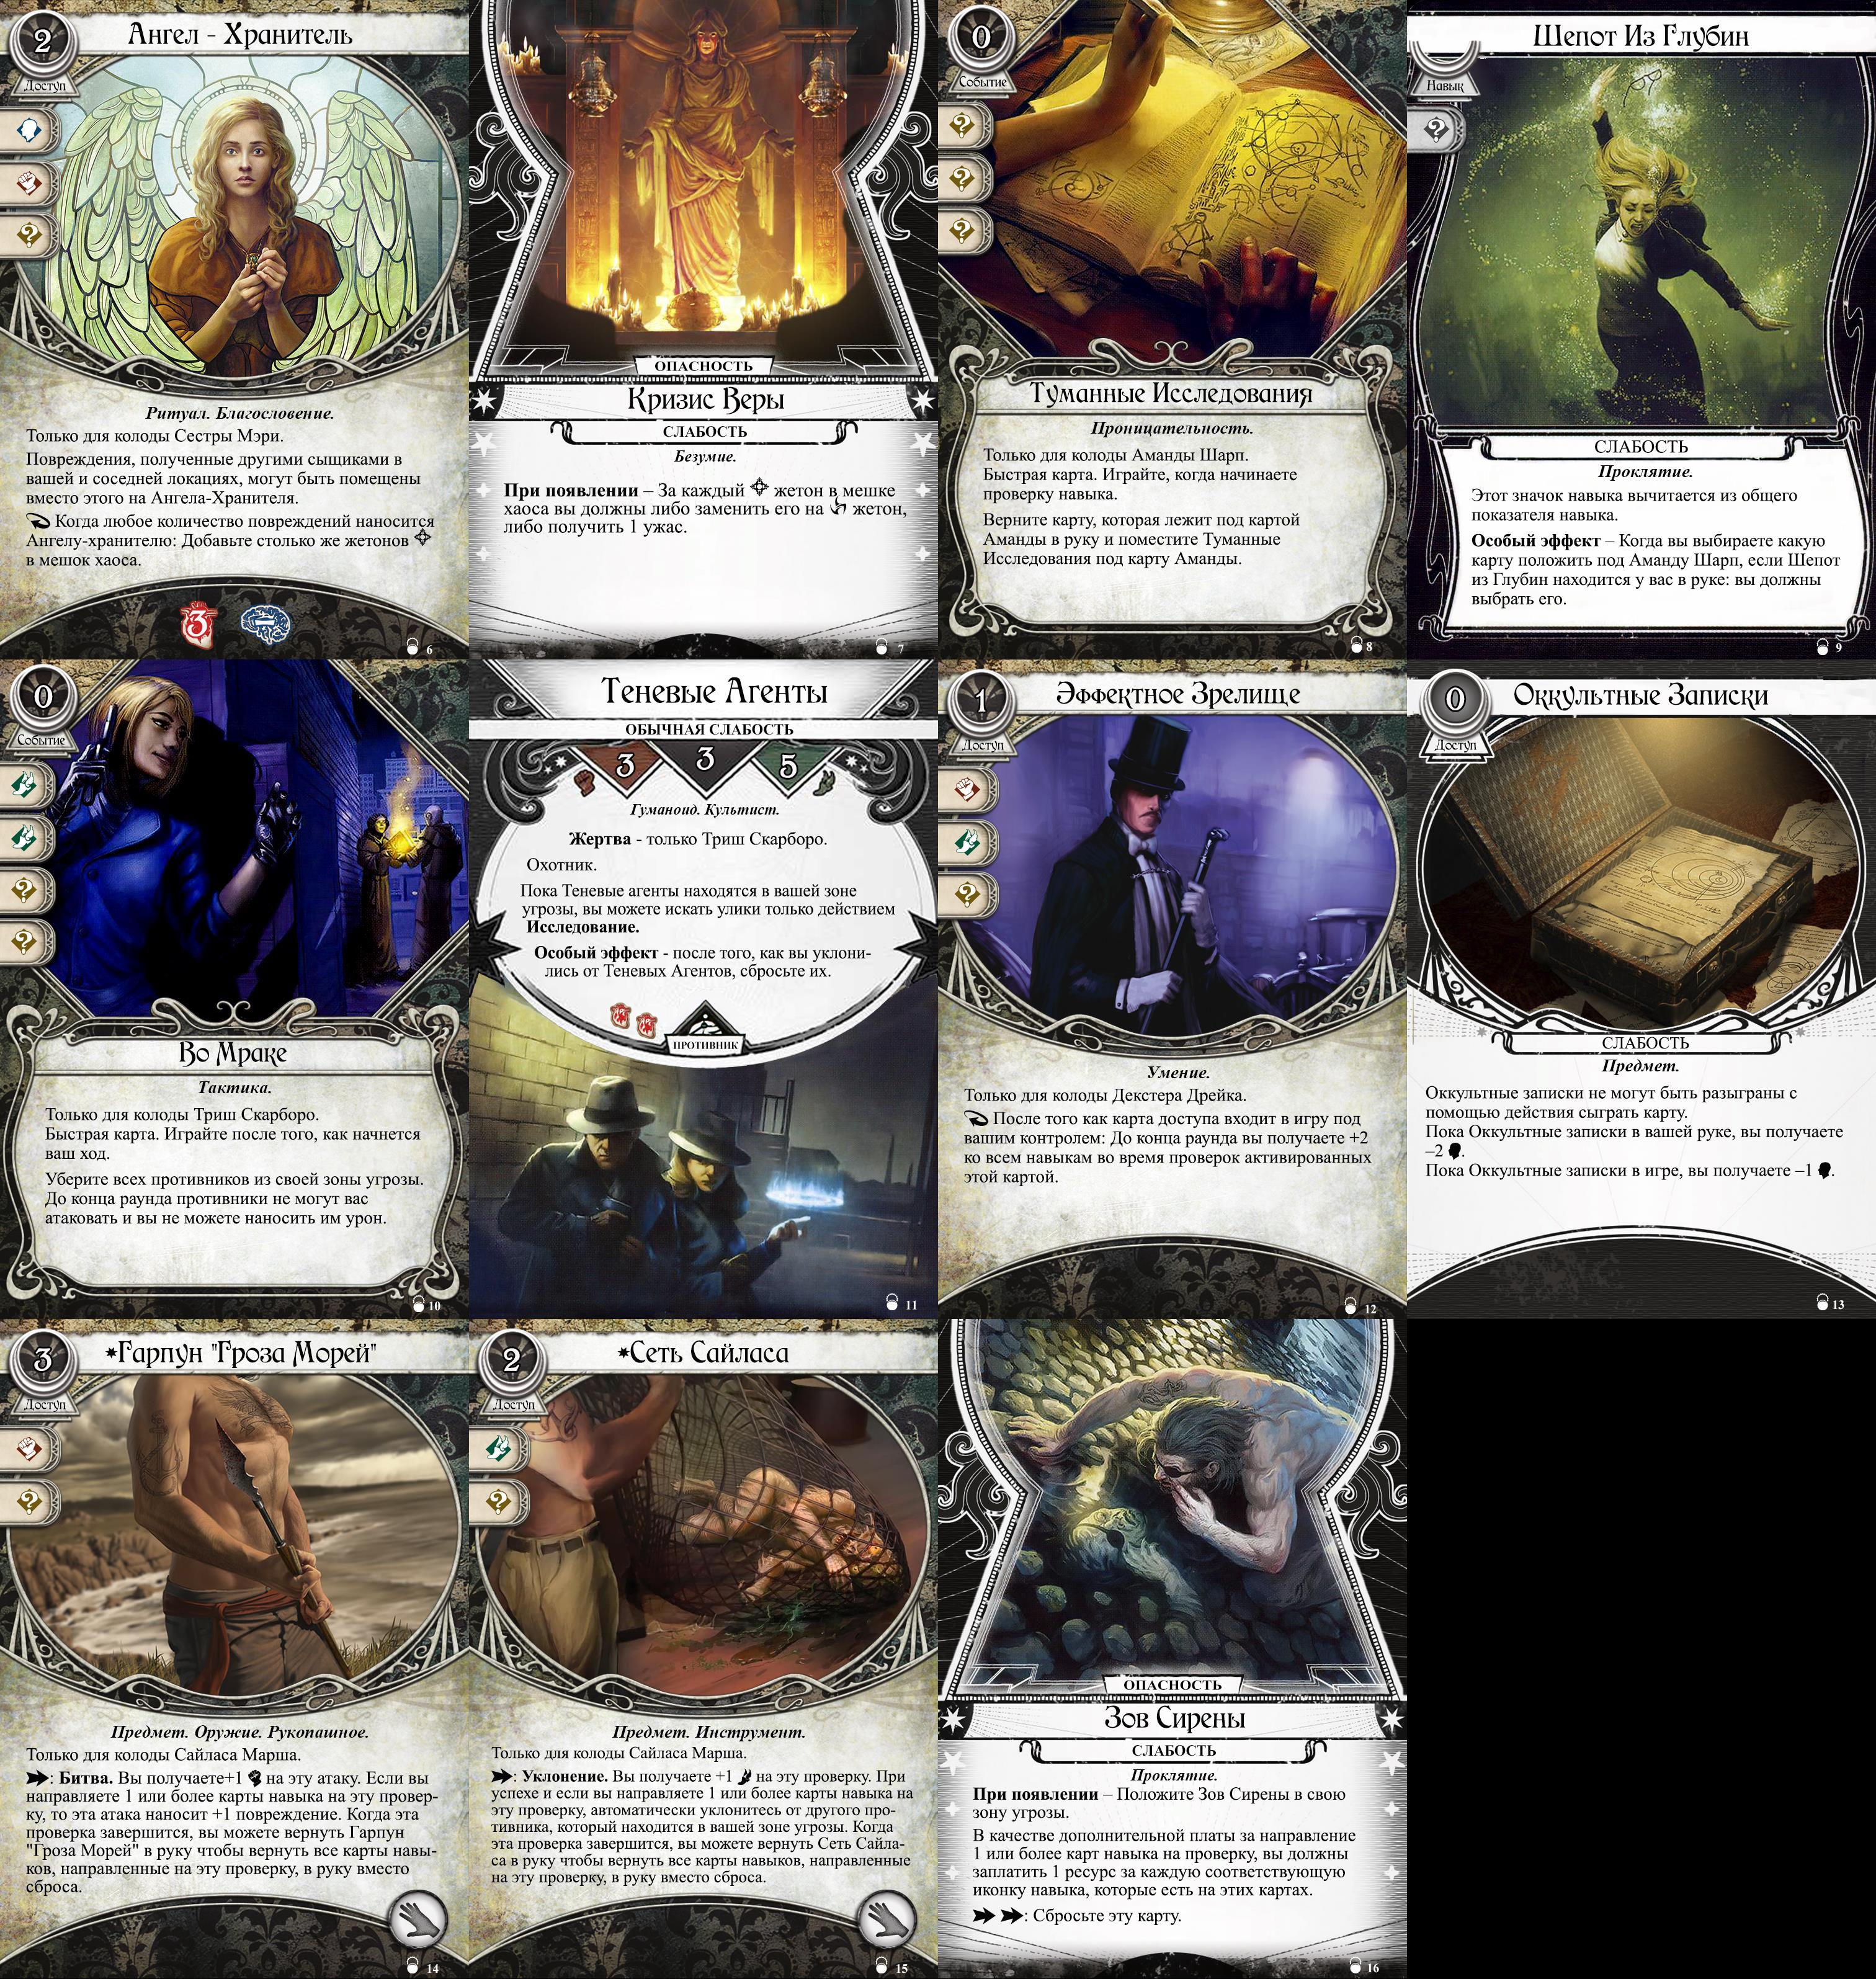 2
Ангел - Хранитель
Доступ
Ритуал. Благословение.
Только для колоды Сестры Мэри.
Повреждения, полученные другими сыщиками в
вашей и соседней локациях, могут быть помещены
вместо этого на Ангела-Хранителя.
Когда любое количество повреждений наносится
Ангелу-хранителю: Добавьте столько же жетонов
в мешок хаоса.
3
1
6
ОПАСНОСТЬ
Кризис Веры
СЛАБОСТЬ
Безумие.
При появлении – За каждый жетон в мешке
хаоса вы должны либо заменить его на жетон,
либо получить 1 ужас.
7
0
Событие
?
?
?
Туманные Исследования
Проницательность.
Только для колоды Аманды Шарп.
Быстрая карта. Играйте, когда начинаете
проверку навыка.
Верните карту, которая лежит под картой
Аманды в руку и поместите Туманные
Исследования под карту Аманды.
8
Шепот Из Глубин
Навык
?
СЛАБОСТЬ
Проклятие.
Этот значок навыка вычитается из общего
показателя навыка.
Особый эффект – Когда вы выбираете какую
карту положить под Аманду Шарп, если Шепот
из Глубин находится у вас в руке: вы должны
выбрать его.
9
0
Событие
?
?
Во Мраке
Тактика.
Только для колоды Триш Скарборо.
Быстрая карта. Играйте после того, как начнется
ваш ход.
Уберите всех противников из своей зоны угрозы.
До конца раунда противники не могут вас
атаковать и вы не можете наносить им урон.
10
Теневые Агенты
ОБЫЧНАЯ СЛАБОСТЬ
3
3
5
Гуманоид. Культист.
Жертва - только Триш Скарборо.
Охотник.
Пока Теневые агенты находятся в вашей зоне
угрозы, вы можете искать улики только действием
Исследование.
Особый эффект - после того, как вы уклони-
лись от Теневых Агентов, сбросьте их.
ПРОТИВНИК
11
1
Эффектное Зрелище
Доступ
?
Умение.
Только для колоды Декстера Дрейка.
После того как карта доступа входит в игру под
вашим контролем: До конца раунда вы получаете +2
ко всем навыкам во время проверок активированных
этой картой.
12
0
Оккультные Записки
Доступ
СЛАБОСТЬ
Предмет.
Оккультные записки не могут быть разыграны с
помощью действия сыграть карту.
Пока Оккультные записки в вашей руке, вы получаете
–2 .
Пока Оккультные записки в игре, вы получаете –1 .
13
3
*Гарпун "Гроза Морей"
Доступ
?
Предмет. Оружие. Рукопашное.
Только для колоды Сайласа Марша.
: Битва. Вы получаете+1 на эту атаку. Если вы
направляете 1 или более карты навыка на эту провер-
ку, то эта атака наносит +1 повреждение. Когда эта
проверка завершится, вы можете вернуть Гарпун
"Гроза Морей" в руку чтобы вернуть все карты навы-
ков, направленные на эту проверку, в руку вместо
сброса.
14
2
*Сеть Сайласа
Доступ
?
Предмет. Инструмент.
Только для колоды Сайласа Марша.
: Уклонение. Вы получаете +1 на эту проверку. При
успехе и если вы направляете 1 или более карты навыка на
эту проверку, автоматически уклонитесь от другого про-
тивника, который находится в вашей зоне угрозы. Когда
эта проверка завершится, вы можете вернуть Сеть Сайла-
са в руку чтобы вернуть все карты навыков, направленные
на эту проверку, в руку вместо сброса.
15
ОПАСНОСТЬ
Зов Сирены
СЛАБОСТЬ
Проклятие.
При появлении – Положите Зов Сирены в свою
зону угрозы.
В качестве дополнительной платы за направление
1 или более карт навыка на проверку, вы должны
заплатить 1 ресурс за каждую соответствующую
иконку навыка, которые есть на этих картах.
: Сбросьте эту карту.
16